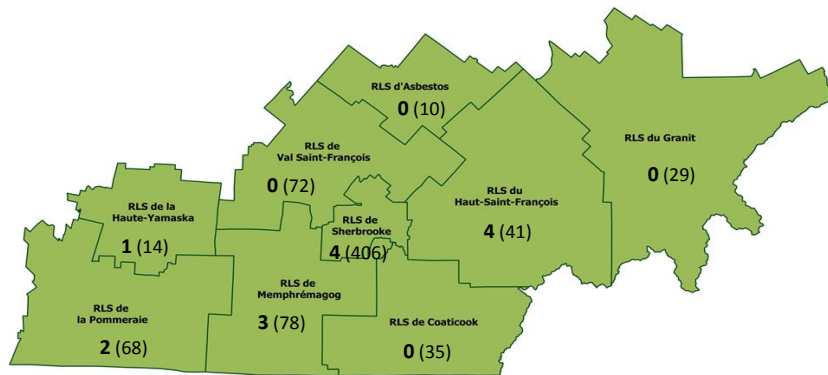 RLS d'Asbestos
0 (10)
RLS du Granit
0 (29)
RLS de
Val Saint-François
0 (72)
RLS du
Haut-Saint-François
4 (41)
RLS de la
Haute-Yamaska
1 (14)
RLS de
Sherbrooke
4 (406)
RLS de
Memphrémagog
3 (78)
RLS de
la Pommeraie
2 (68)
RLS de Coaticook
0 (35)